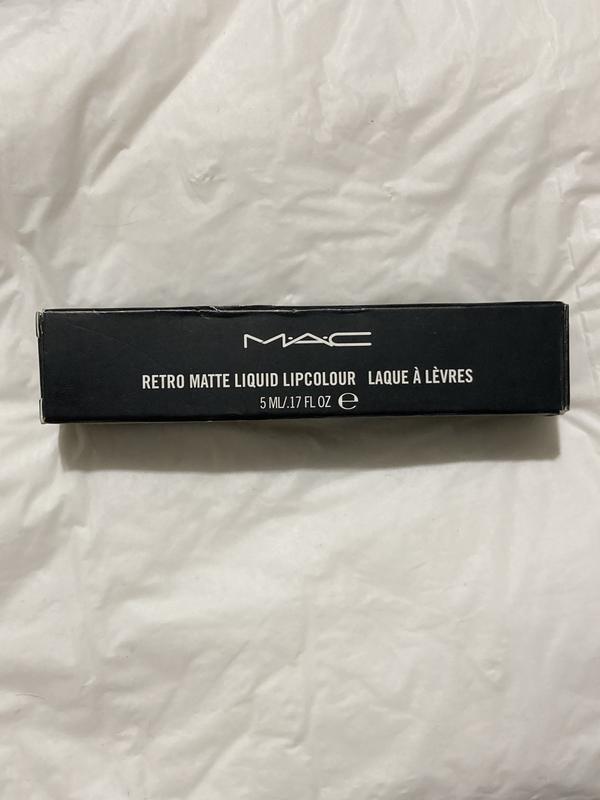 M·A·C
RETRO MATTE LIQUID LIPCOLOUR LAQUE À LÈVRES
5 ML/.17 FL OZ ℮